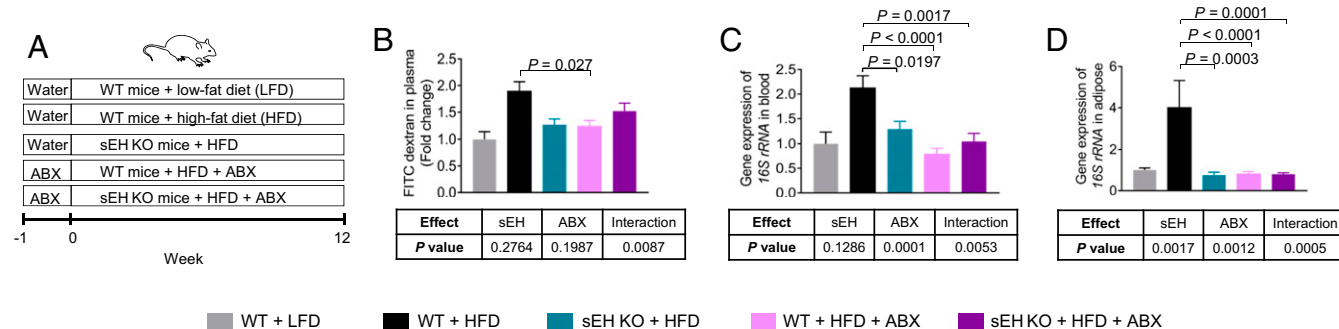 A
Water WT mice + low-fat diet (LFD)
Water WT mice + high-fat diet (HFD)
Water sEH KO mice + HFD
ABX WT mice + HFD + ABX
ABX sEH KO mice + HFD + ABX
-1 0 12
Week
B
FITC dextran in plasma
(Fold change)
2.5
2.0
1.5
1.0
0.5
0.0
P = 0.027
Effect sEH ABX Interaction
P value 0.2764 0.1987 0.0087
C
Gene expression of
16S rRNA in blood
2.5
2.0
1.5
1.0
0.5
0.0
P = 0.0017
P < 0.0001
P = 0.0197
Effect sEH ABX Interaction
P value 0.1286 0.0001 0.0053
D
Gene expression of
16S rRNA in adipose
6
4
2
0
P = 0.0001
P < 0.0001
P = 0.0003
Effect sEH ABX Interaction
P value 0.0017 0.0012 0.0005
WT + LFD WT + HFD sEH KO + HFD WT + HFD + ABX sEH KO + HFD + ABX